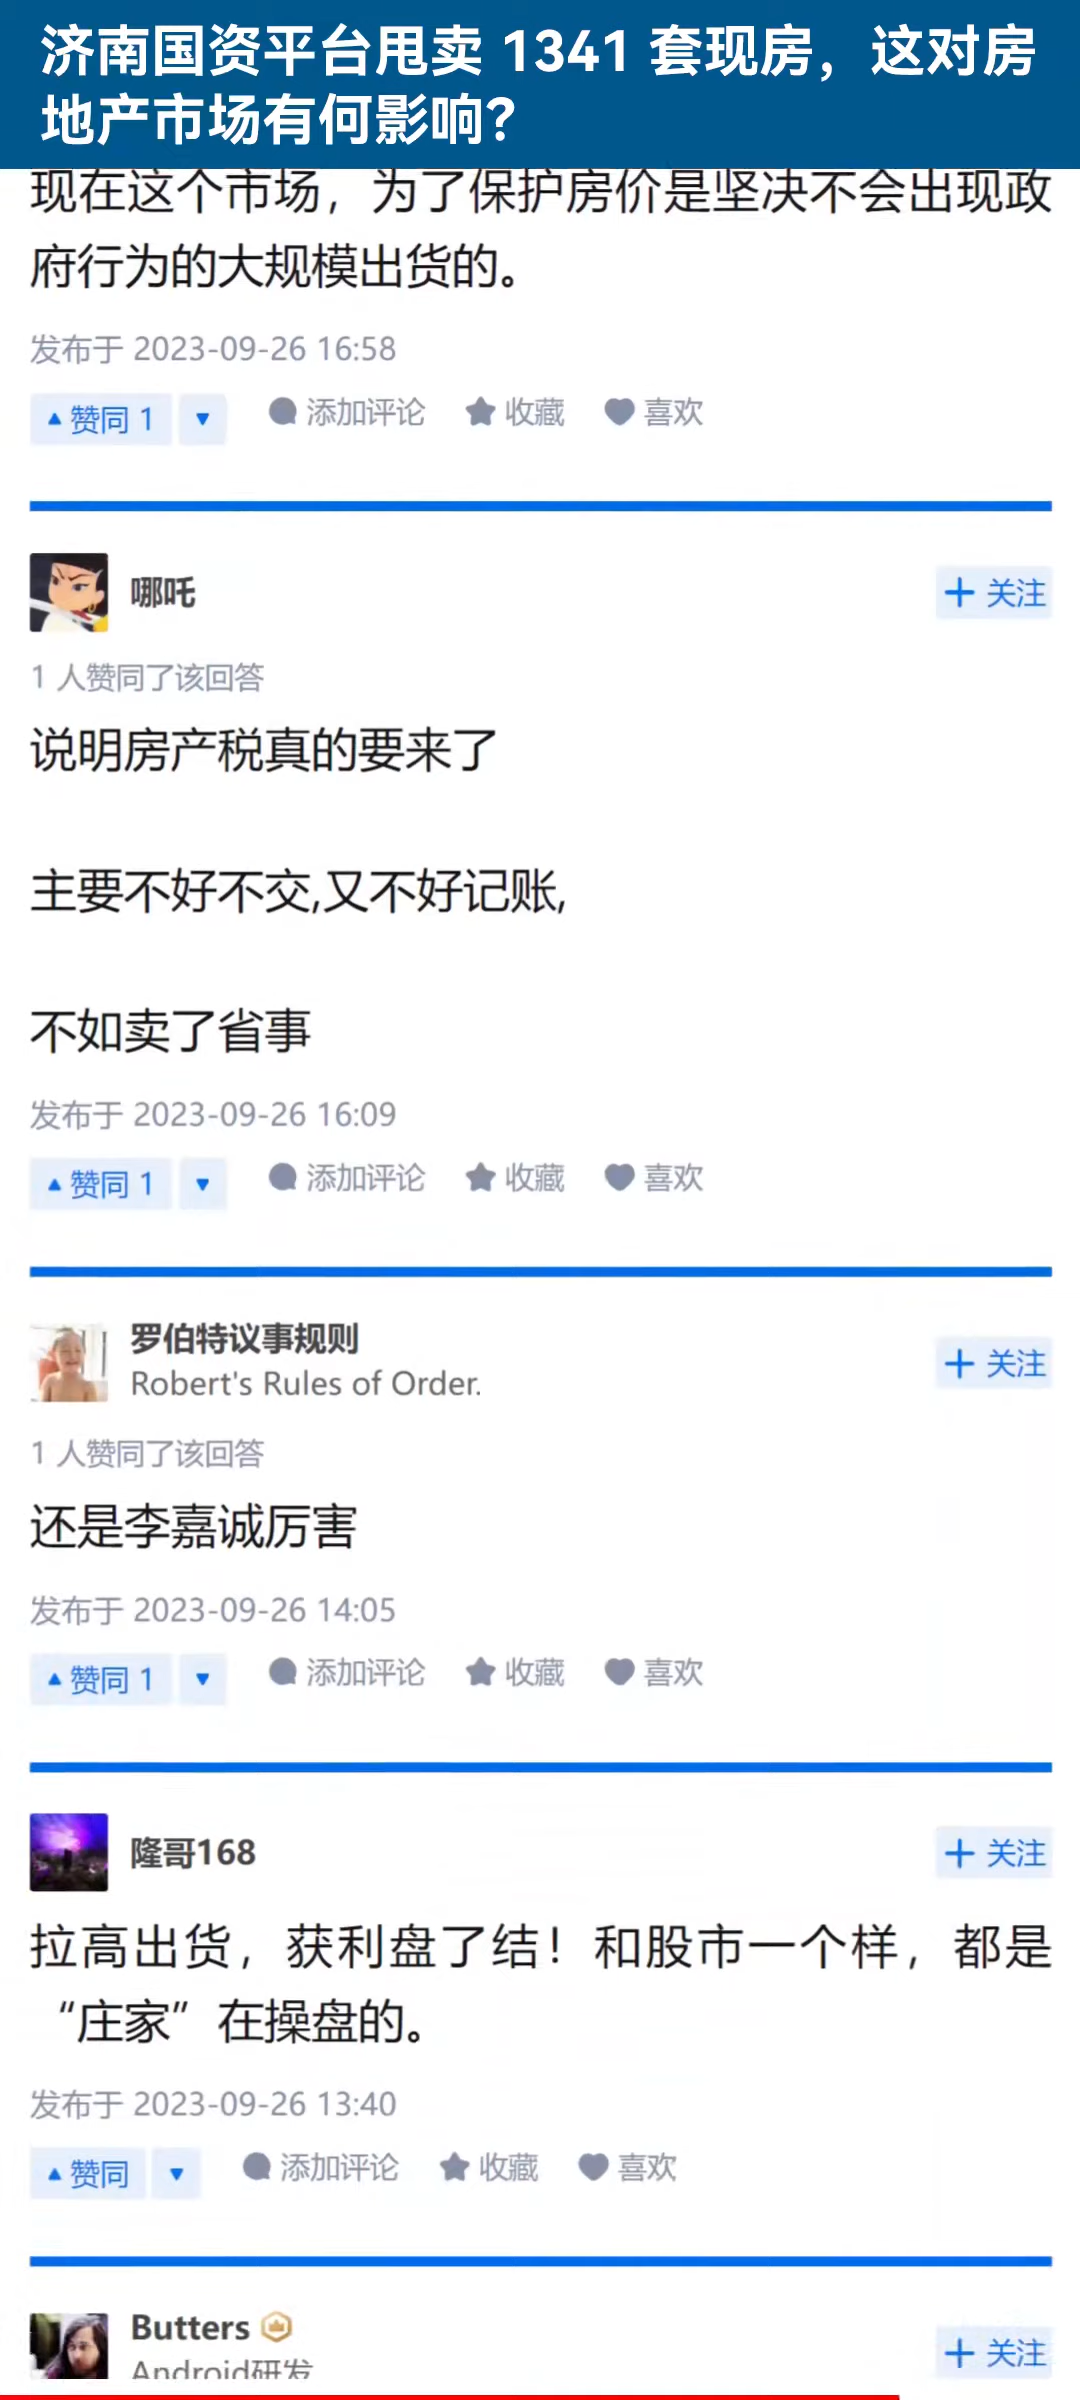 济南国资平台甩卖 1341 套现房，这对房
地产市场有何影响？
现在这个市场，为了保护房价是坚决不会出现政
府行为的大规模出货的。
发布于 2023-09-26 16:58
赞同 1 添加评论 收藏 喜欢
哪吒 关注
1 人赞同了该回答
说明房产税真的要来了
主要不好不交,又不好记账,
不如卖了省事
发布于 2023-09-26 16:09
赞同 1 添加评论 收藏 喜欢
罗伯特议事规则
Robert's Rules of Order.
关注
1 人赞同了该回答
还是李嘉诚厉害
发布于 2023-09-26 14:05
赞同 1 添加评论 收藏 喜欢
隆哥168 关注
拉高出货，获利盘了结！和股市一个样，都是
“庄家”在操盘的。
发布于 2023-09-26 13:40
赞同 添加评论 收藏 喜欢
Butters
Android研发
关注